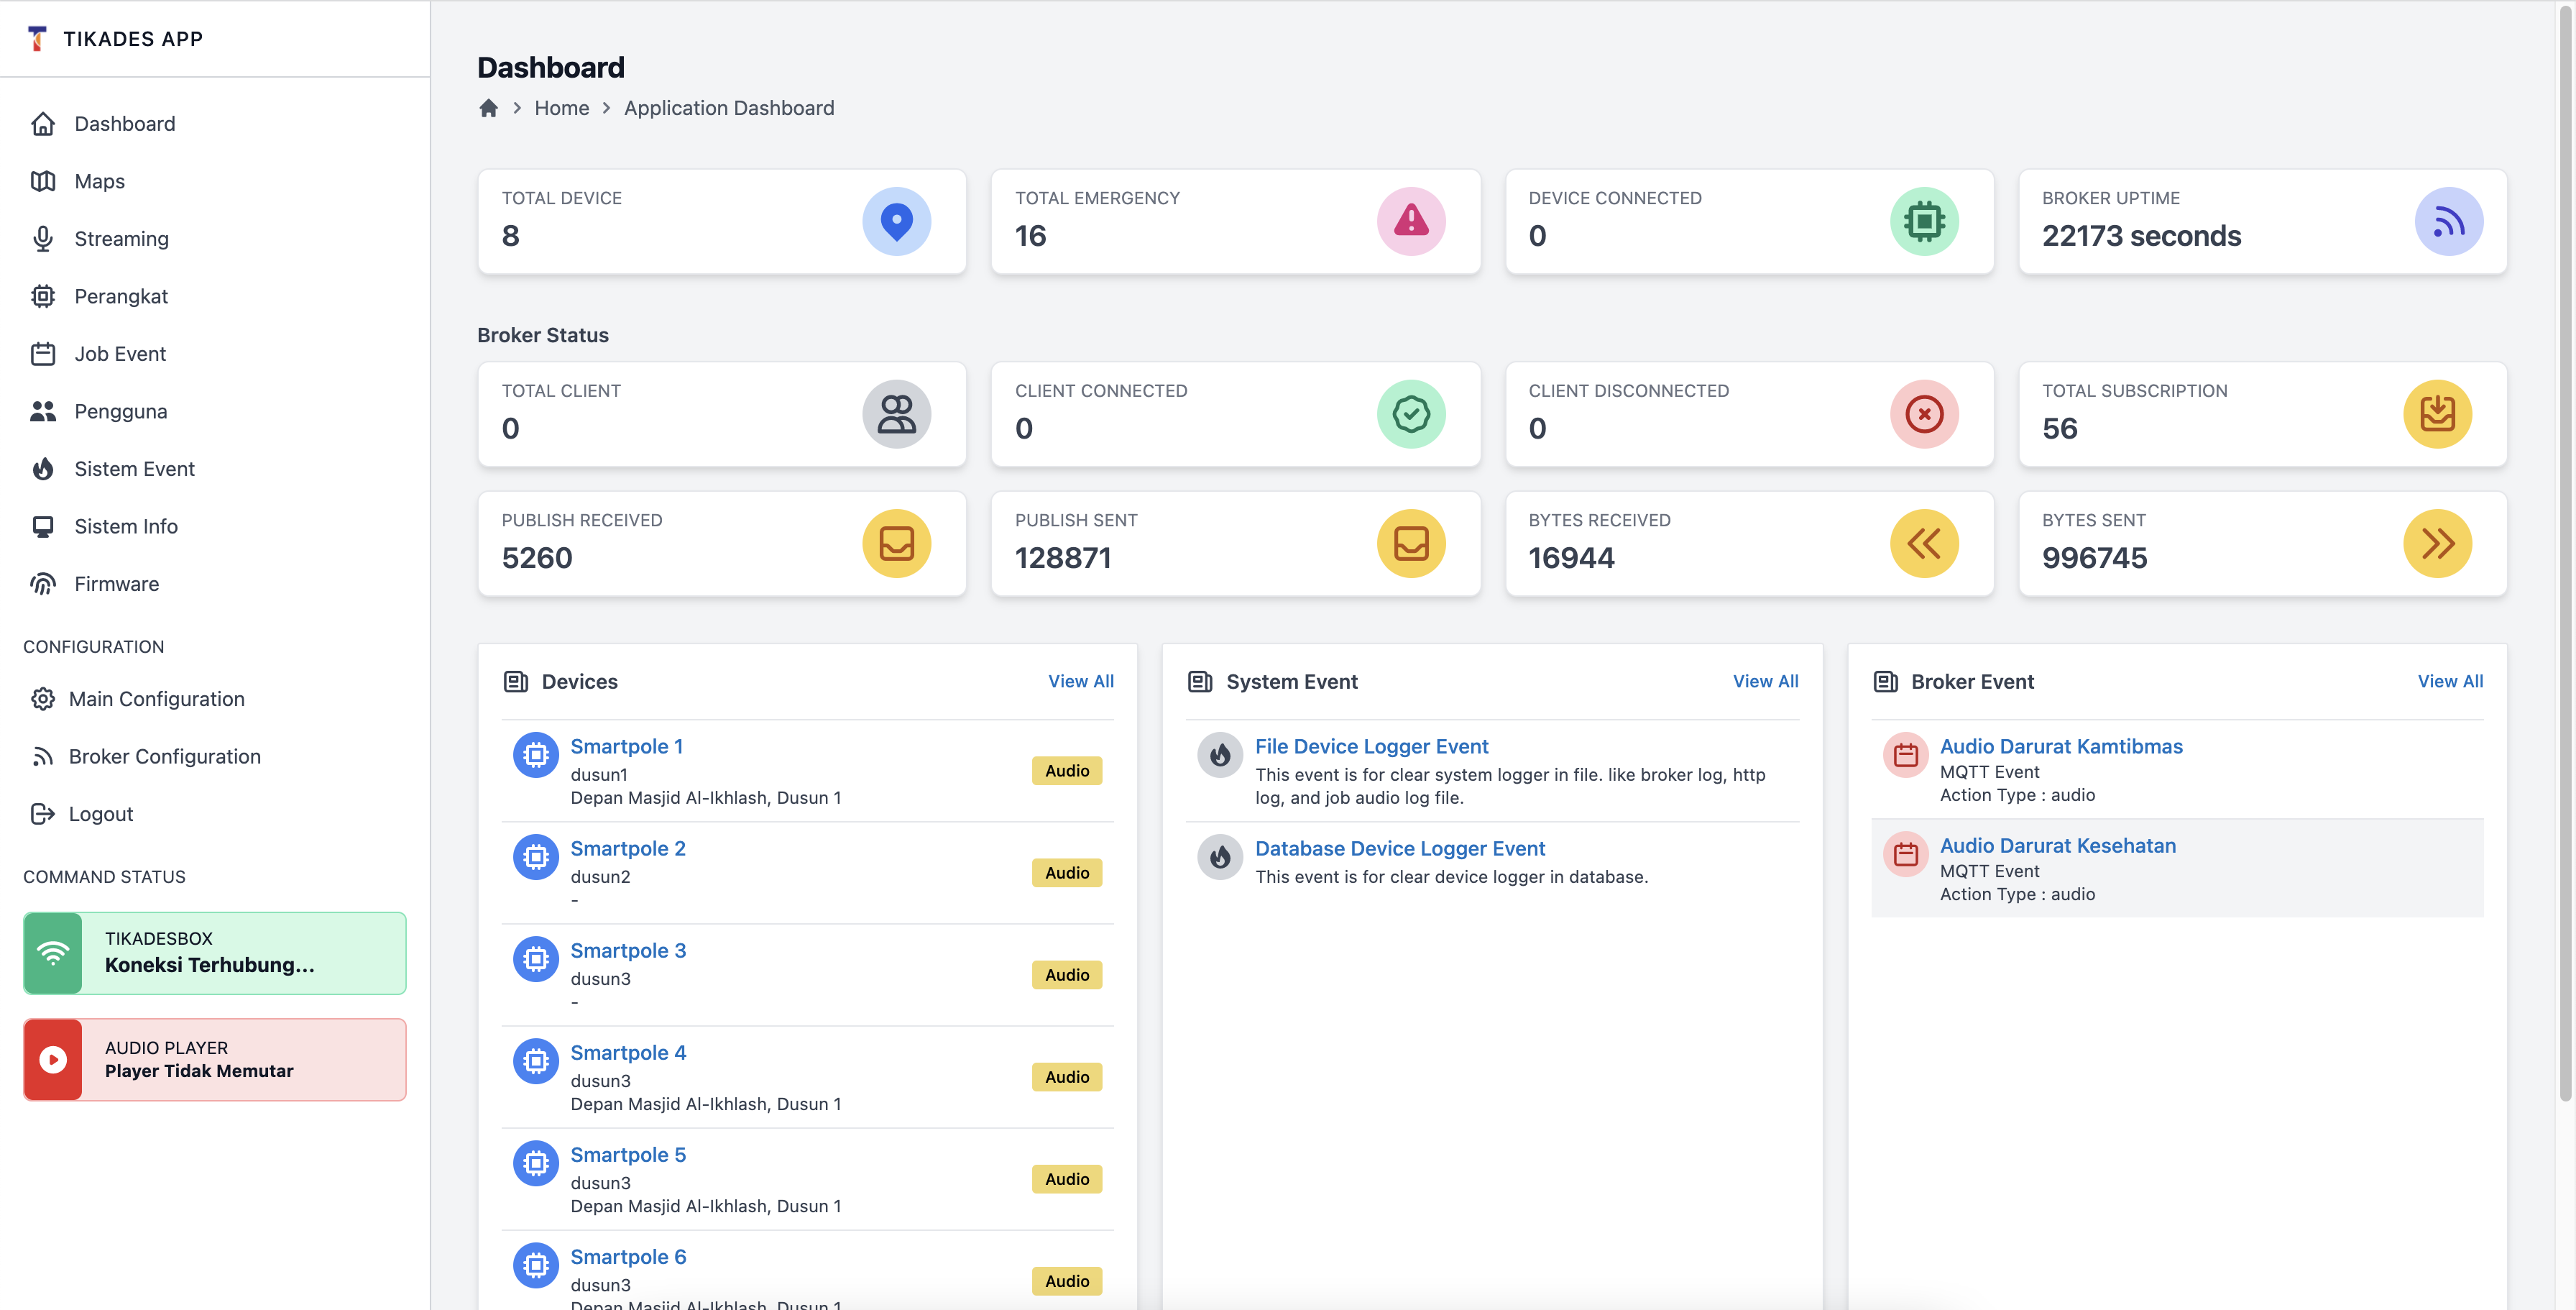 TIKADES APP
Dashboard
Maps
Streaming
Perangkat
Job Event
Pengguna
Sistem Event
Sistem Info
Firmware
CONFIGURATION
Main Configuration
Broker Configuration
Logout
COMMAND STATUS
TIKADESBOX
Koneksi Terhubung...
AUDIO PLAYER
Player Tidak Memutar
Dashboard
Home > Application Dashboard
TOTAL DEVICE
8
TOTAL EMERGENCY
16
DEVICE CONNECTED
0
BROKER UPTIME
22173 seconds
Broker Status
TOTAL CLIENT
0
CLIENT CONNECTED
0
CLIENT DISCONNECTED
0
TOTAL SUBSCRIPTION
56
PUBLISH RECEIVED
5260
PUBLISH SENT
128871
BYTES RECEIVED
16944
BYTES SENT
996745
Devices
View All
Smartpole 1
dusun1
Depan Masjid Al-Ikhlash, Dusun 1
Audio
Smartpole 2
dusun2
-
Audio
Smartpole 3
dusun3
-
Audio
Smartpole 4
dusun3
Depan Masjid Al-Ikhlash, Dusun 1
Audio
Smartpole 5
dusun3
Depan Masjid Al-Ikhlash, Dusun 1
Audio
Smartpole 6
dusun3
Depan Masjid Al-Ikhlash, Dusun 1
Audio
System Event
View All
File Device Logger Event
This event is for clear system logger in file. like broker log, http
log, and job audio log file.
Database Device Logger Event
This event is for clear device logger in database.
Broker Event
View All
Audio Darurat Kamtibmas
MQTT Event
Action Type : audio
Audio Darurat Kesehatan
MQTT Event
Action Type : audio